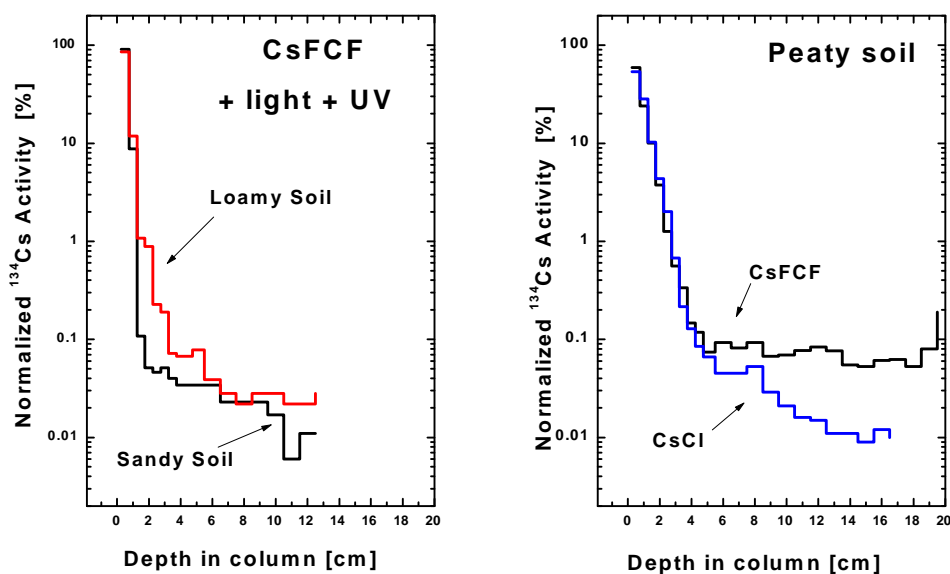 CsFCF
+ light + UV
Loamy Soil
Sandy Soil
Normalized ¹³⁴Cs Activity [%]
100
10
1
0.1
0.01
0 2 4 6 8 10 12 14 16 18 20
Depth in column [cm]
Peaty soil
CsFCF
CsCl
Normalized ¹³⁴Cs Activity [%]
100
10
1
0.1
0.01
0 2 4 6 8 10 12 14 16 18 20
Depth in column [cm]